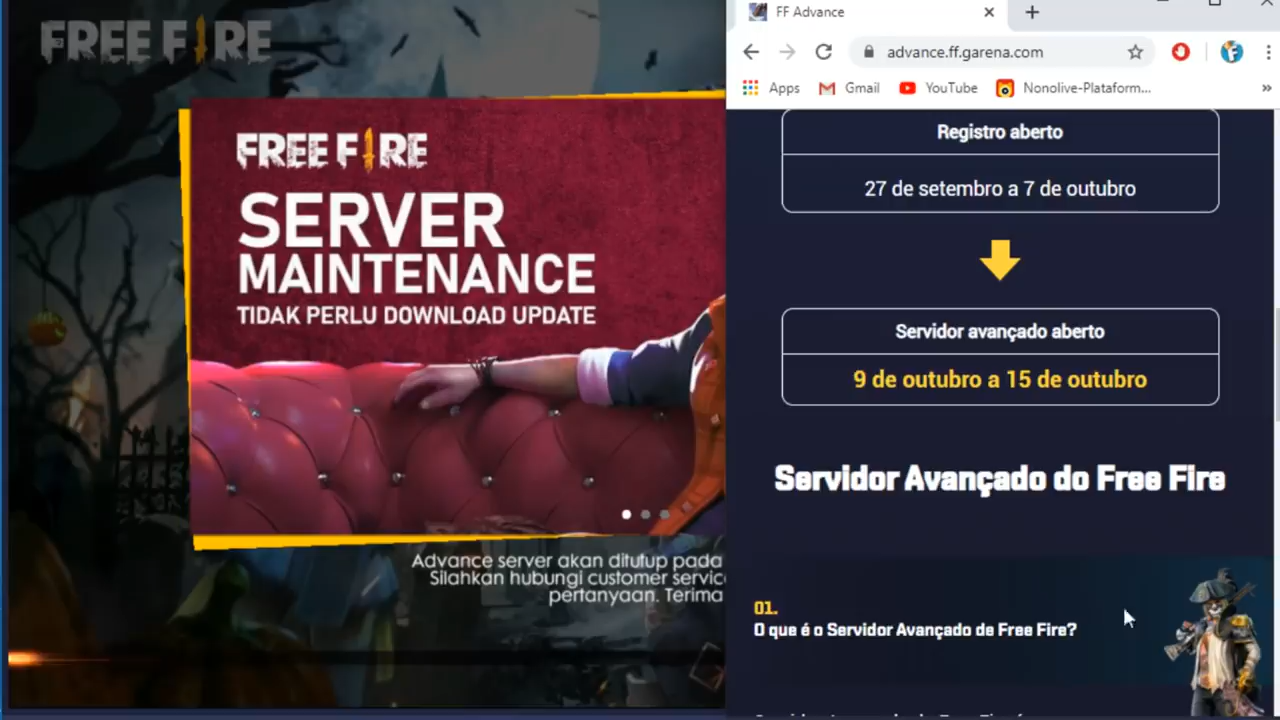 FREE FIRE
FREE FIRE
SERVER
MAINTENANCE
TIDAK PERLU DOWNLOAD UPDATE
Advance server akan ditutup pada
Silahkan hubungi customer servic
pertanyaan. Terima
FF Advance
advance.ff.garena.com
Apps Gmail YouTube Nonolive-Plataform... »
Registro aberto
27 de setembro a 7 de outubro
Servidor avançado aberto
9 de outubro a 15 de outubro
Servidor Avançado do Free Fire
01.
O que é o Servidor Avançado de Free Fire?